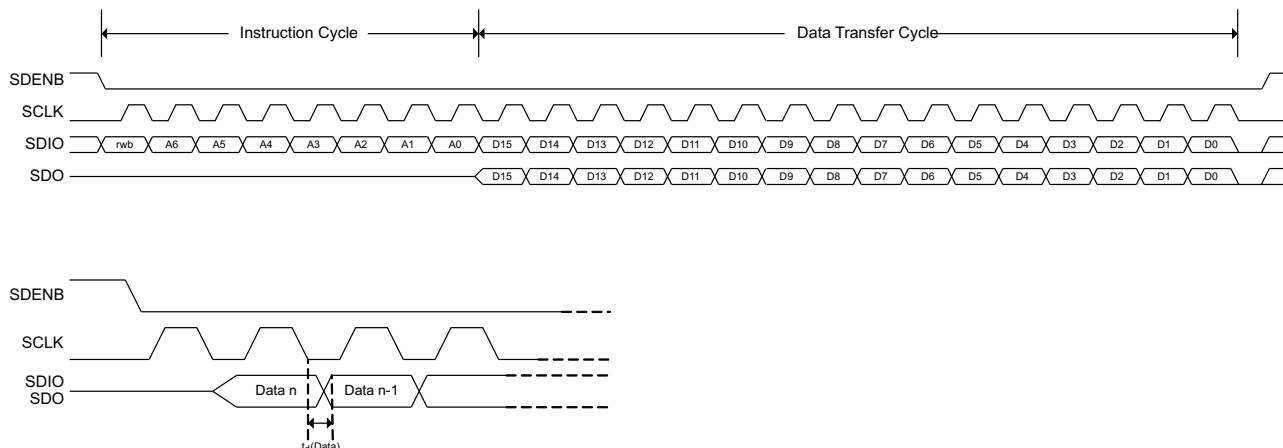 Instruction Cycle Data Transfer Cycle
SDENB
SCLK
SDIO rwb A6 A5 A4 A3 A2 A1 A0 D15 D14 D13 D12 D11 D10 D9 D8 D7 D6 D5 D4 D3 D2 D1 D0
SDO D15 D14 D13 D12 D11 D10 D9 D8 D7 D6 D5 D4 D3 D2 D1 D0
SDENB
SCLK
SDIO
SDO Data n Data n-1
td(Data)